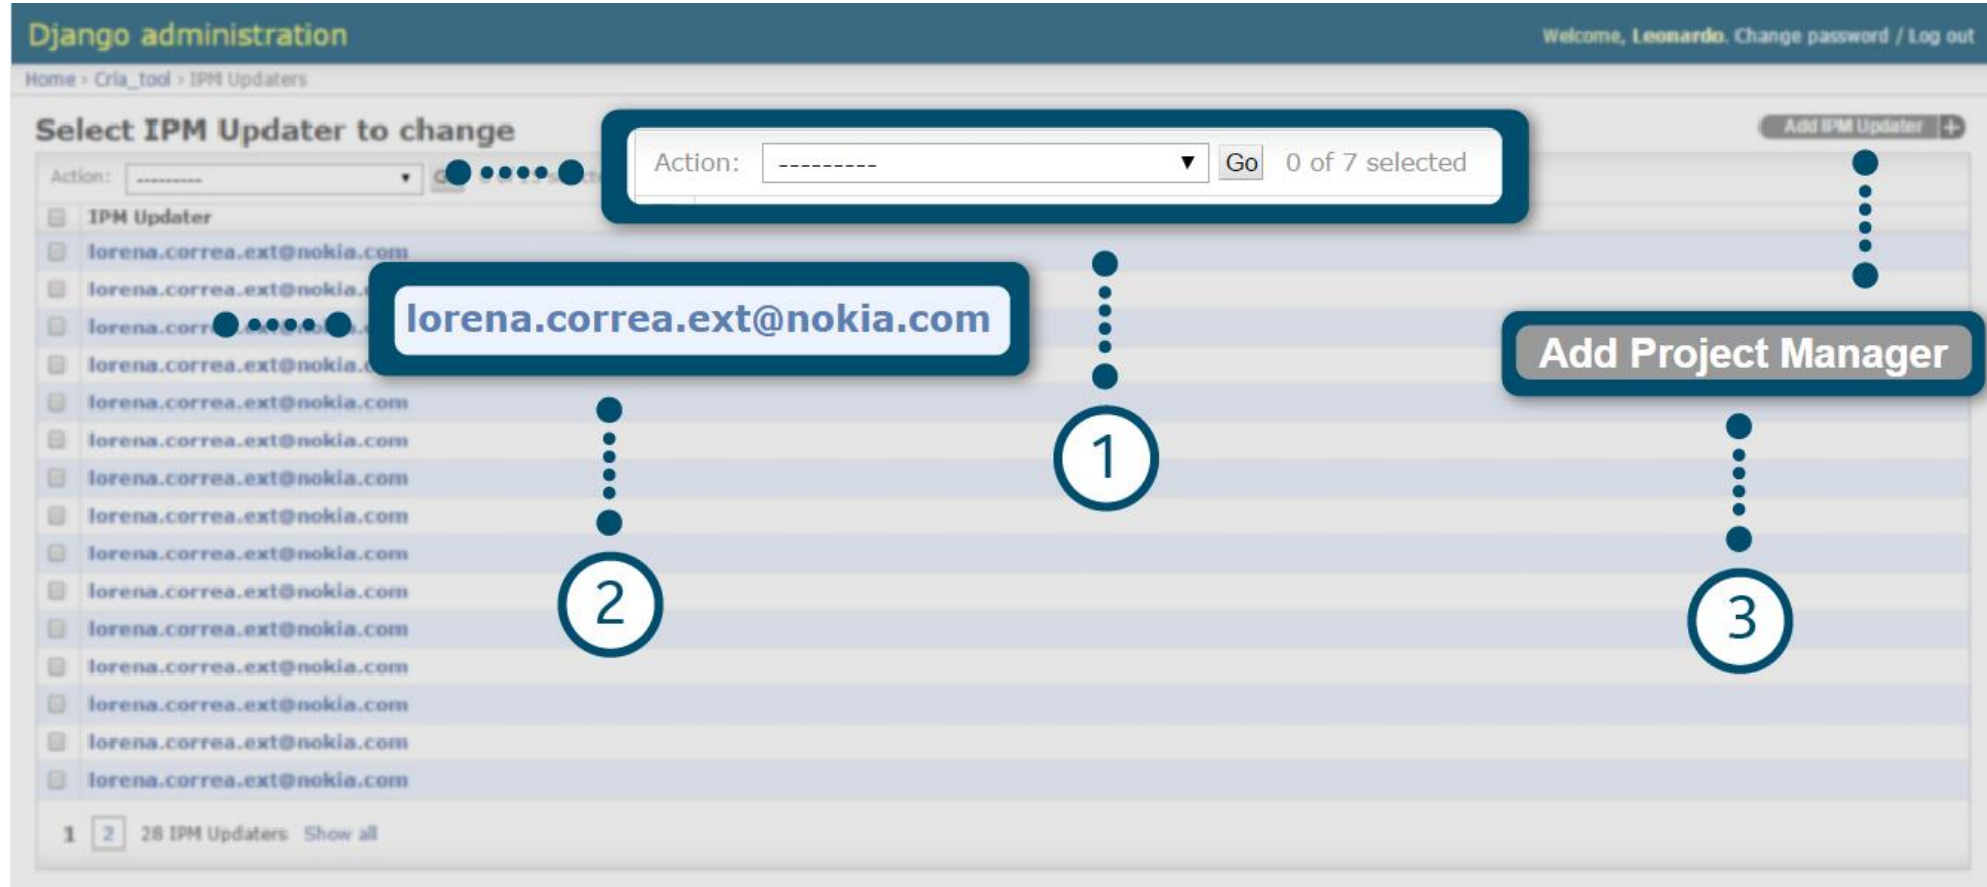 Django administration
Welcome, Leonardo. Change password / Log out
Home › Cria_tool › IPM Updaters
Select IPM Updater to change
Add IPM Updater +
Action: --------- ▼ Go 0 of 7 selected
Action: ---------
IPM Updater
lorena.correa.ext@nokia.com
lorena.correa.ext@nokia.com
lorena.correa.ext@nokia.com
Add Project Manager
lorena.correa.ext@nokia.com
lorena.correa.ext@nokia.com
1
lorena.correa.ext@nokia.com
lorena.correa.ext@nokia.com
lorena.correa.ext@nokia.com
lorena.correa.ext@nokia.com
lorena.correa.ext@nokia.com
2
3
lorena.correa.ext@nokia.com
lorena.correa.ext@nokia.com
lorena.correa.ext@nokia.com
lorena.correa.ext@nokia.com
lorena.correa.ext@nokia.com
1 2 28 IPM Updaters Show all